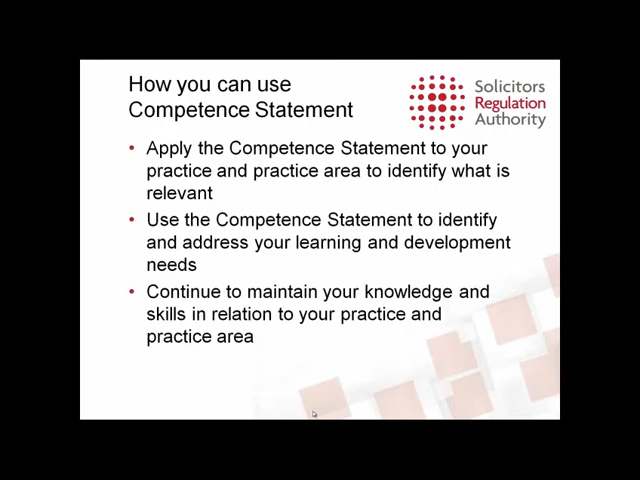 How you can use
Competence Statement
Solicitors
Regulation
Authority
• Apply the Competence Statement to your
practice and practice area to identify what is
relevant
• Use the Competence Statement to identify
and address your learning and development
needs
• Continue to maintain your knowledge and
skills in relation to your practice and
practice area